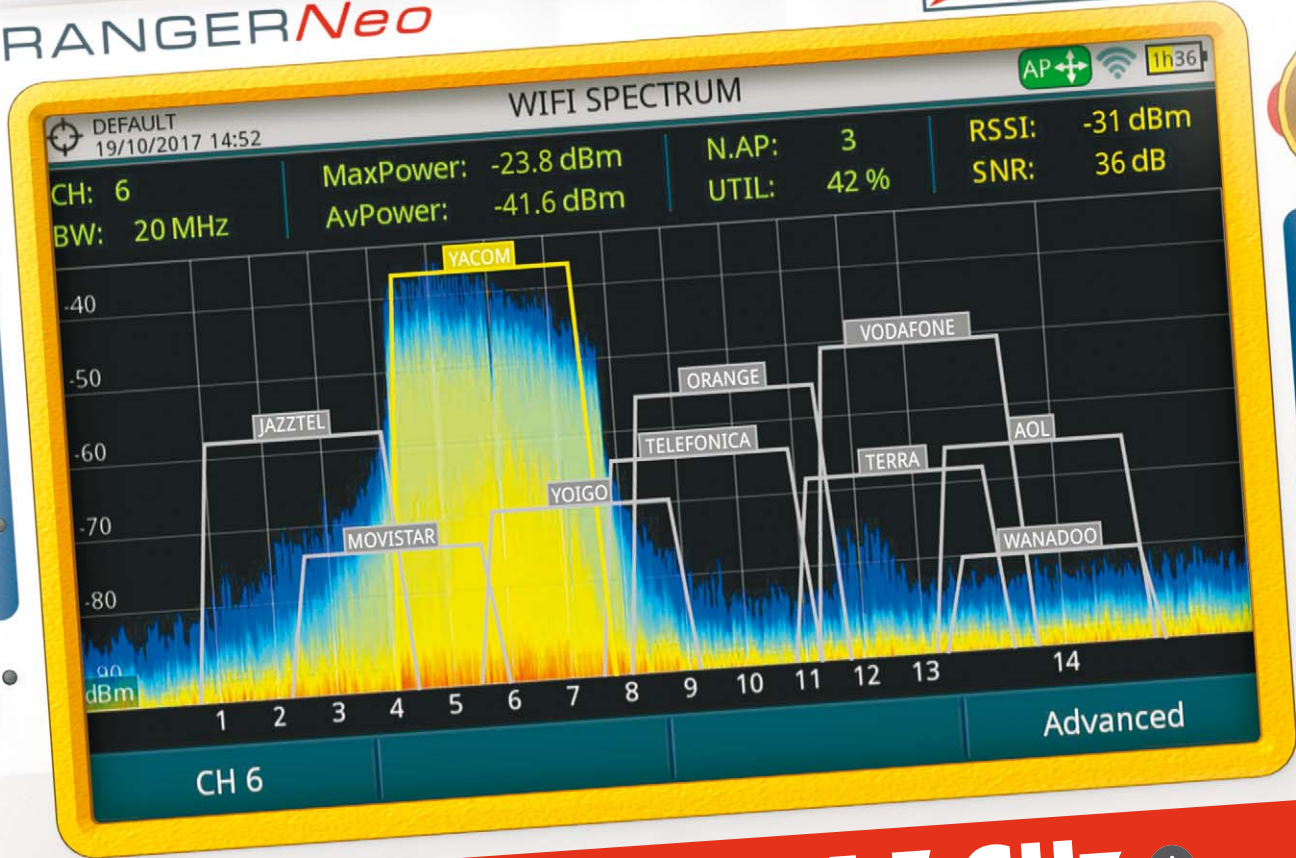 RANGERNeo
DEFAULT
19/10/2017 14:52
WIFI SPECTRUM
AP
1h36
CH: 6
BW: 20 MHz
MaxPower: -23.8 dBm
AvPower: -41.6 dBm
N.AP: 3
UTIL: 42 %
RSSI: -31 dBm
SNR: 36 dB
-40
-50
-60
-70
-80
-90
dBm
YACOM
VODAFONE
ORANGE
JAZZTEL
AOL
TELEFONICA
TERRA
YOIGO
MOVISTAR
WANADOO
1 2 3 4 5 6 7 8 9 10 11 12 13 14
CH 6
Advanced
GHz